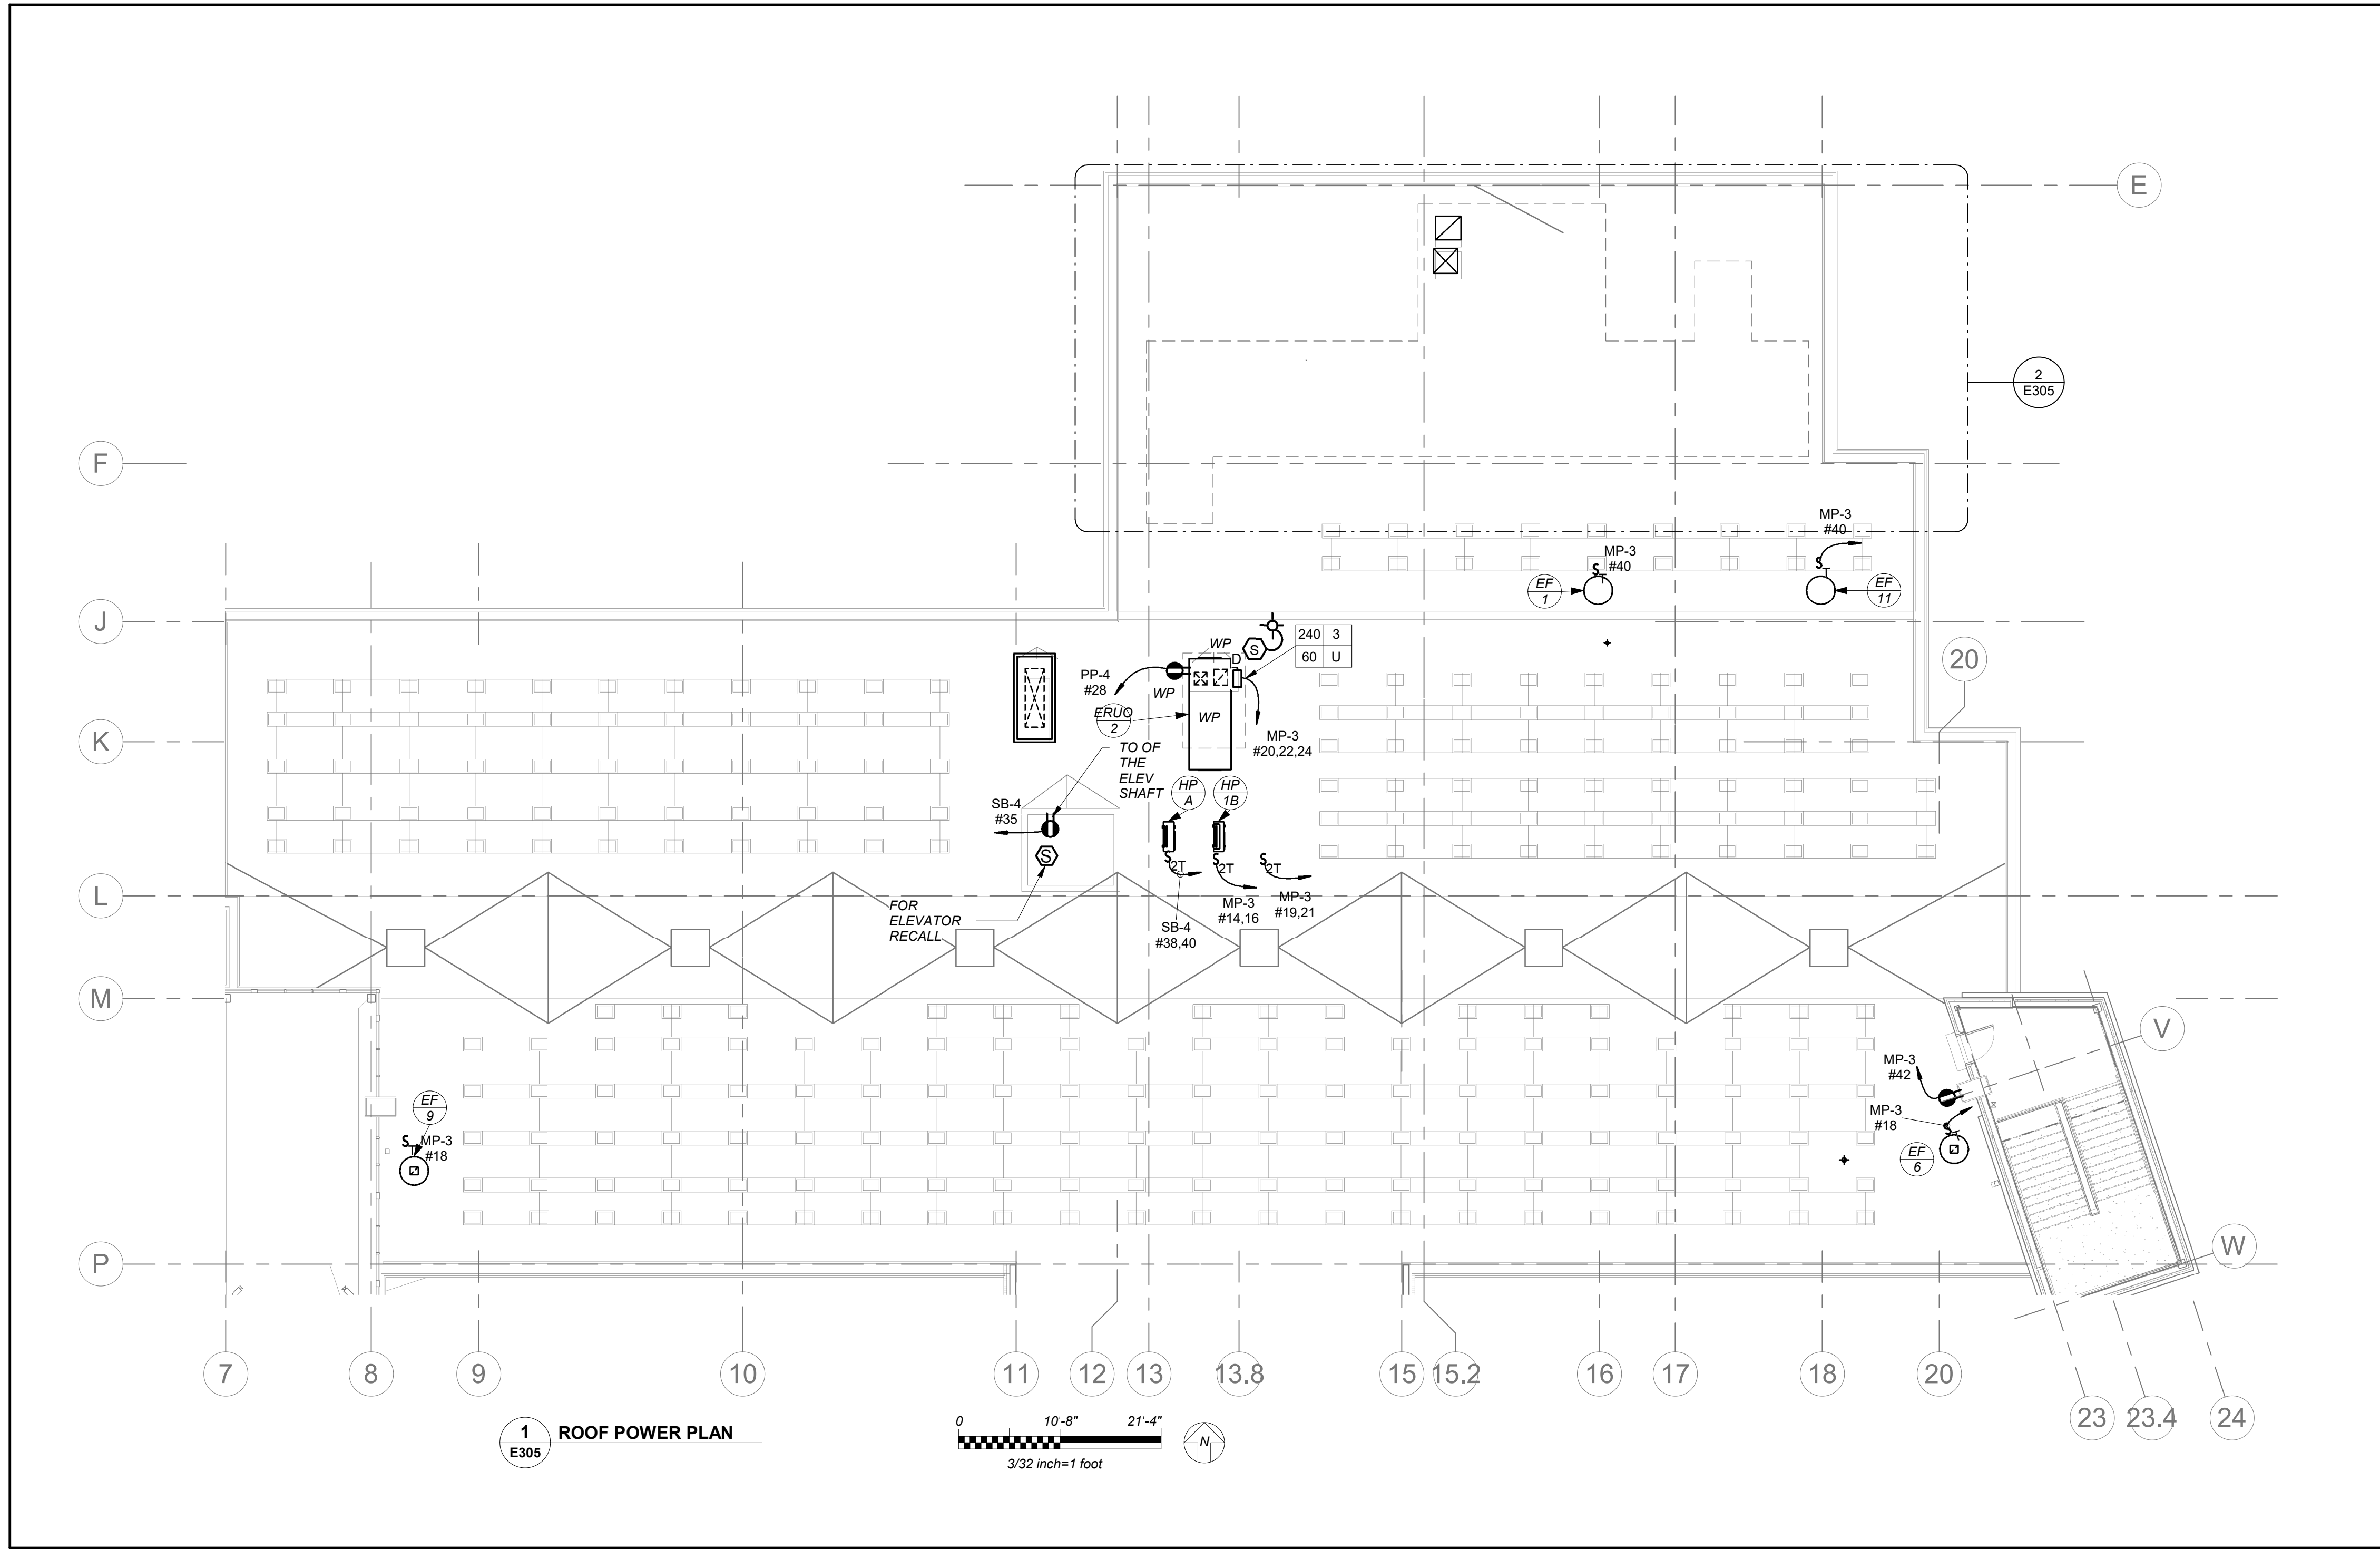 E
2
E305
F
MP-3
#40
MP-3
#40
EF
1
EF
11
J
WP
S
D
240 3
60 U
20
PP-4
#28
WP
ERUO
2
WP
K
MP-3
#20,22,24
TO OF
THE
ELEV
SHAFT
HP
A
HP
1B
SB-4
#35
S
S
2T
S
2T
S
2T
L
FOR
ELEVATOR
RECALL
MP-3
#14,16
MP-3
#19,21
SB-4
#38,40
M
V
MP-3
#42
EF
9
MP-3
#18
S
T
MP-3
#18
S
T
EF
6
S
T
S
T
W
P
7
8
9
10
11
12
13
13.8
15
15.2
16
17
18
20
23
23.4
24
1
E305
ROOF POWER PLAN
0 10'-8" 21'-4"
3/32 inch=1 foot
N